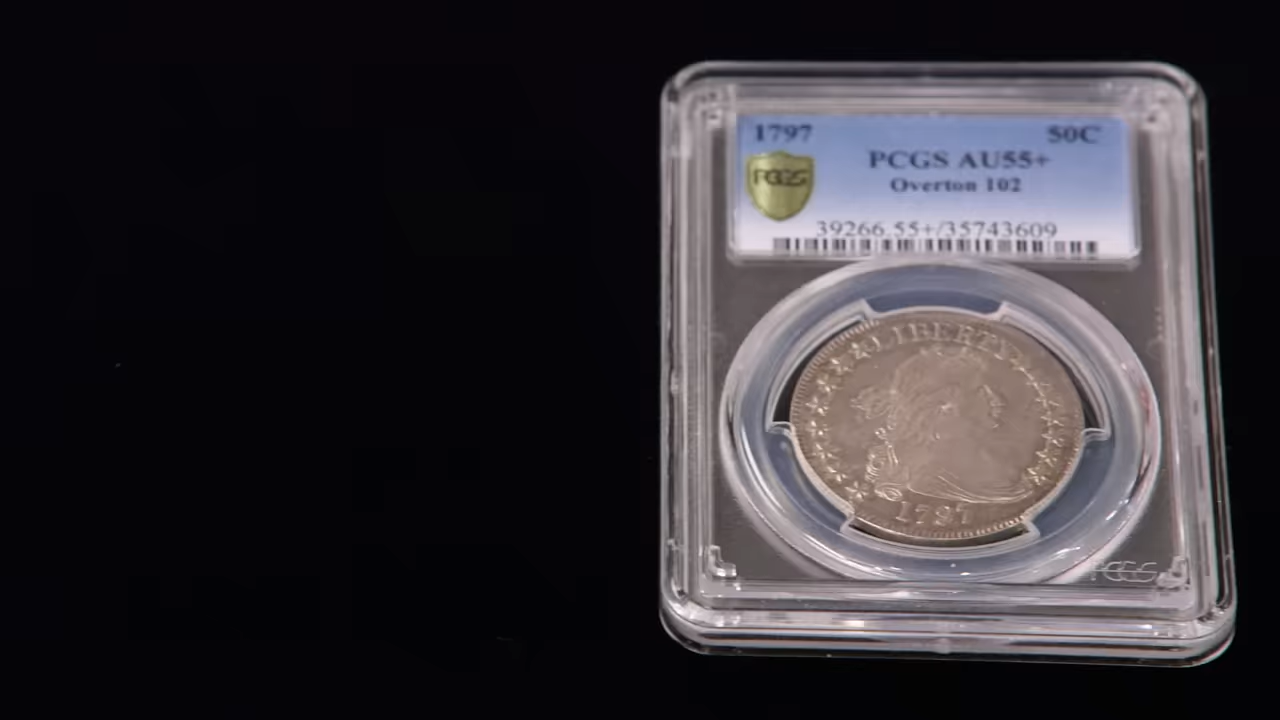 1797 50C
PCGS AU55+
PCGS
Overton 102
39266.55+/35743609
LIBERTY
1797
PCGS